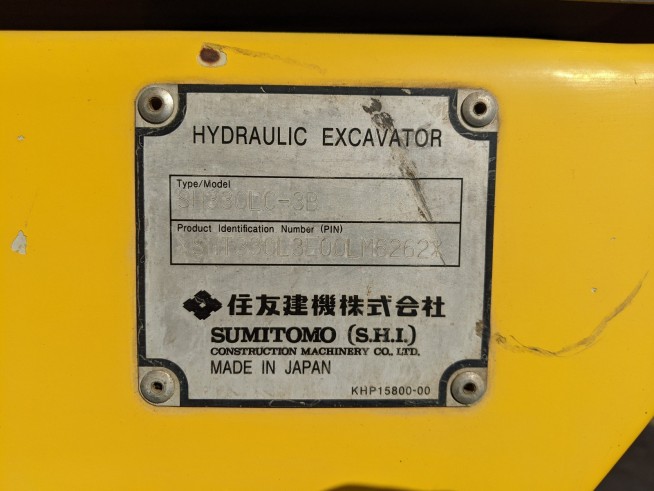 HYDRAULIC EXCAVATOR
Type/Model
Product Identification Number (PIN)
住友建機株式会社
SUMITOMO (S.H.I.)
CONSTRUCTION MACHINERY CO., LTD.
MADE IN JAPAN
KHP15800-00